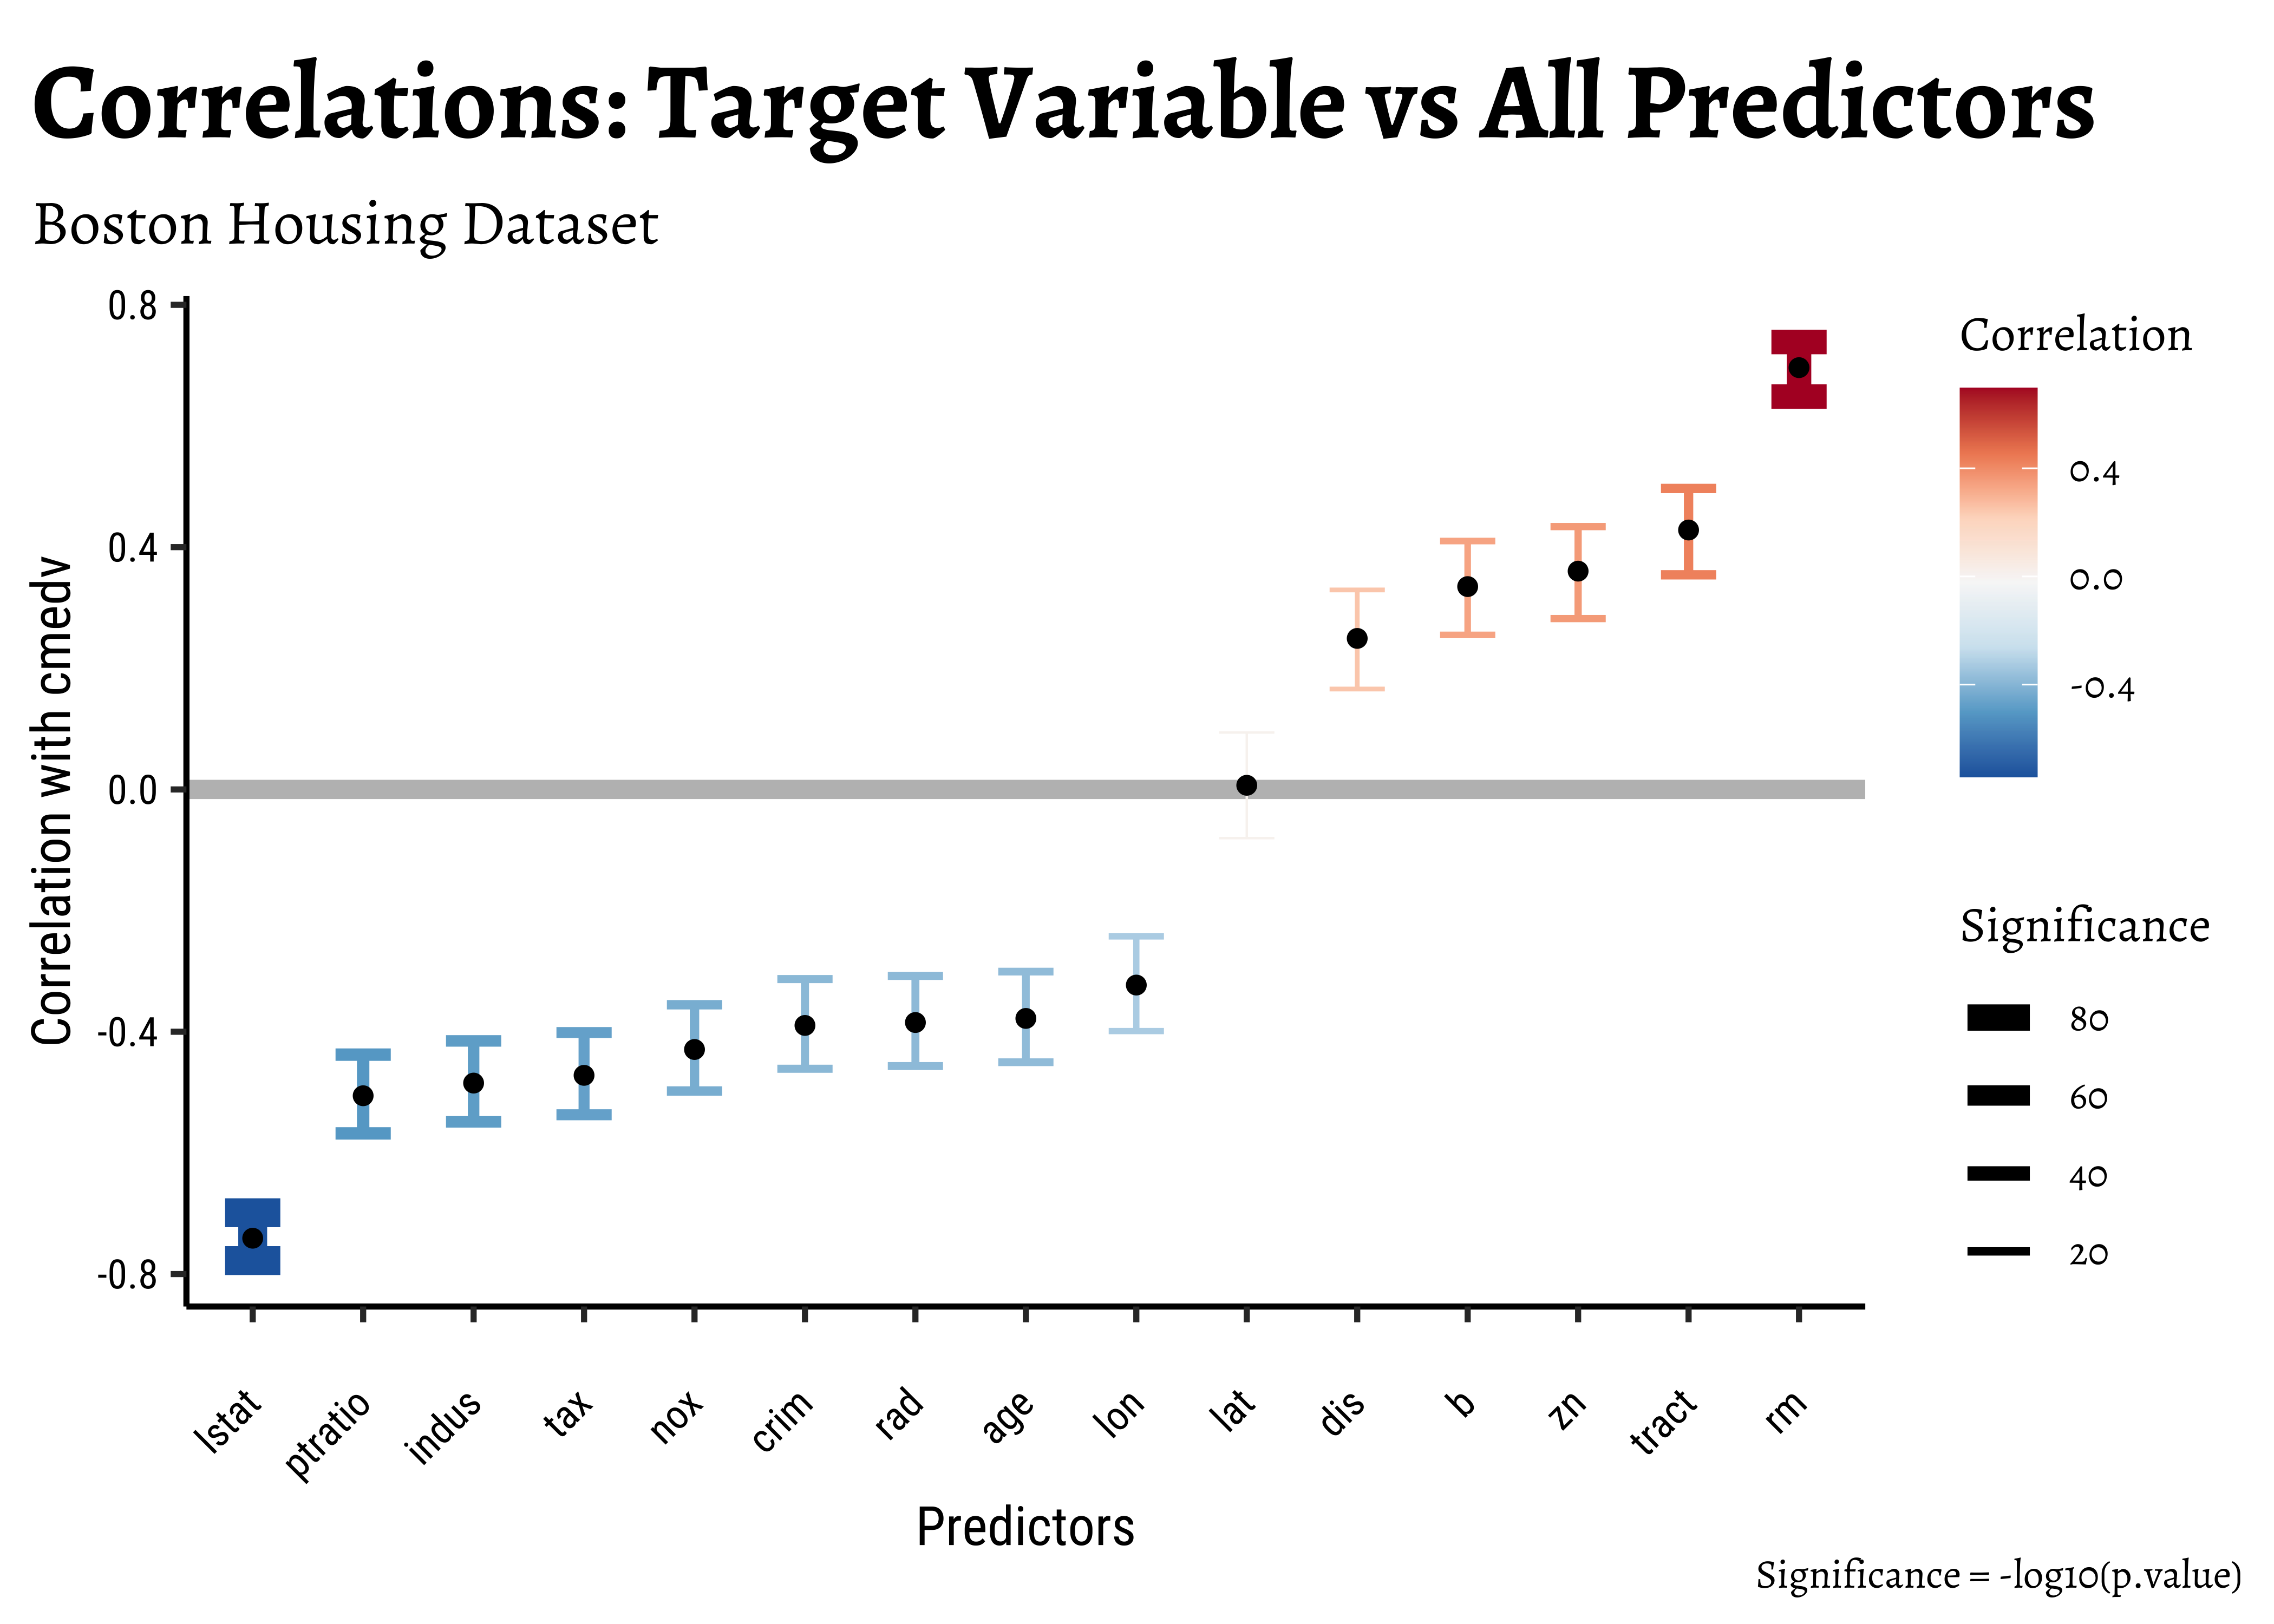 Correlations: Target Variable vs All Predictors
Boston Housing Dataset
Correlation with cmedv
0.8
0.4
0.0
-0.4
-0.8
lstat
ptratio
indus
tax
nox
crim
rad
age
lon
lat
dis
b
zn
tract
rm
Predictors
Correlation
0.4
0.0
-0.4
Significance
80
60
40
20
Significance = -log10(p.value)